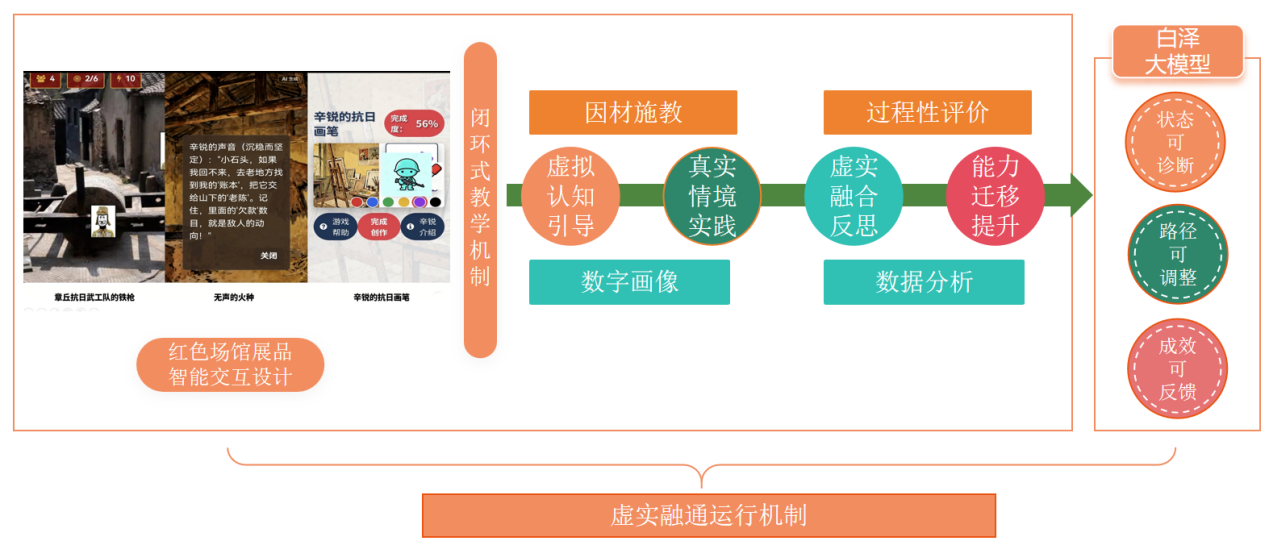 4
2/6
10
AI 生成
辛锐的声音（沉稳而坚
定）：“小石头，如果
我回不来，去老地方找
到我的‘账本’，把它交
给山下的‘老陈’。记
住，里面的‘欠款’数
目，就是敌人的动
向！”
关闭
辛锐的抗日
画笔
完成
度：
56%
游戏
帮助
完成
创作
辛锐
介绍
章丘抗日武工队的铁枪
无声的火种
辛锐的抗日画笔
红色场馆展品
智能交互设计
闭
环
式
教
学
机
制
因材施教
过程性评价
虚拟
认知
引导
真实
情境
实践
虚实
融合
反思
能力
迁移
提升
数字画像
数据分析
白泽
大模型
状态
可
诊断
路径
可
调整
成效
可
反馈
虚实融通运行机制